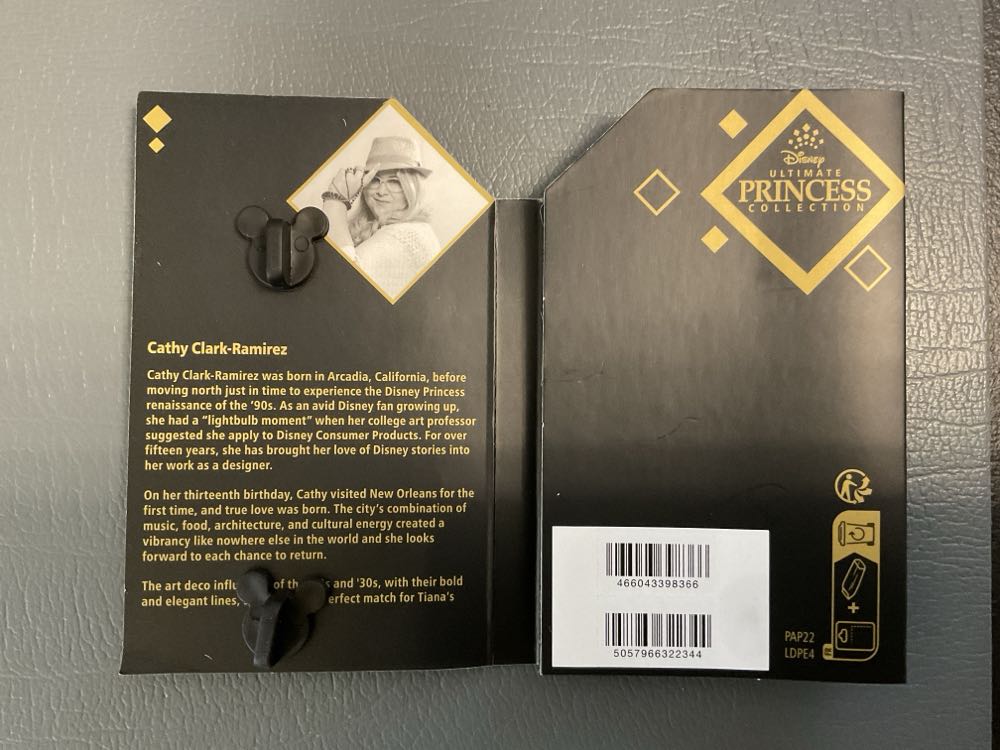 Cathy Clark-Ramirez
Cathy Clark-Ramirez was born in Arcadia, California, before
moving north just in time to experience the Disney Princess
renaissance of the '90s. As an avid Disney fan growing up,
she had a "lightbulb moment" when her college art professor
suggested she apply to Disney Consumer Products. For over
fifteen years, she has brought her love of Disney stories into
her work as a designer.
On her thirteenth birthday, Cathy visited New Orleans for the
first time, and true love was born. The city's combination of
music, food, architecture, and cultural energy created a
vibrancy like nowhere else in the world and she looks
forward to each chance to return.
The art deco of and '30s, with their bold
and elegant lines, match for Tiana's
Disney
ULTIMATE
PRINCESS
COLLECTION
466043398366
5057966322344
PAP22
LDPE4